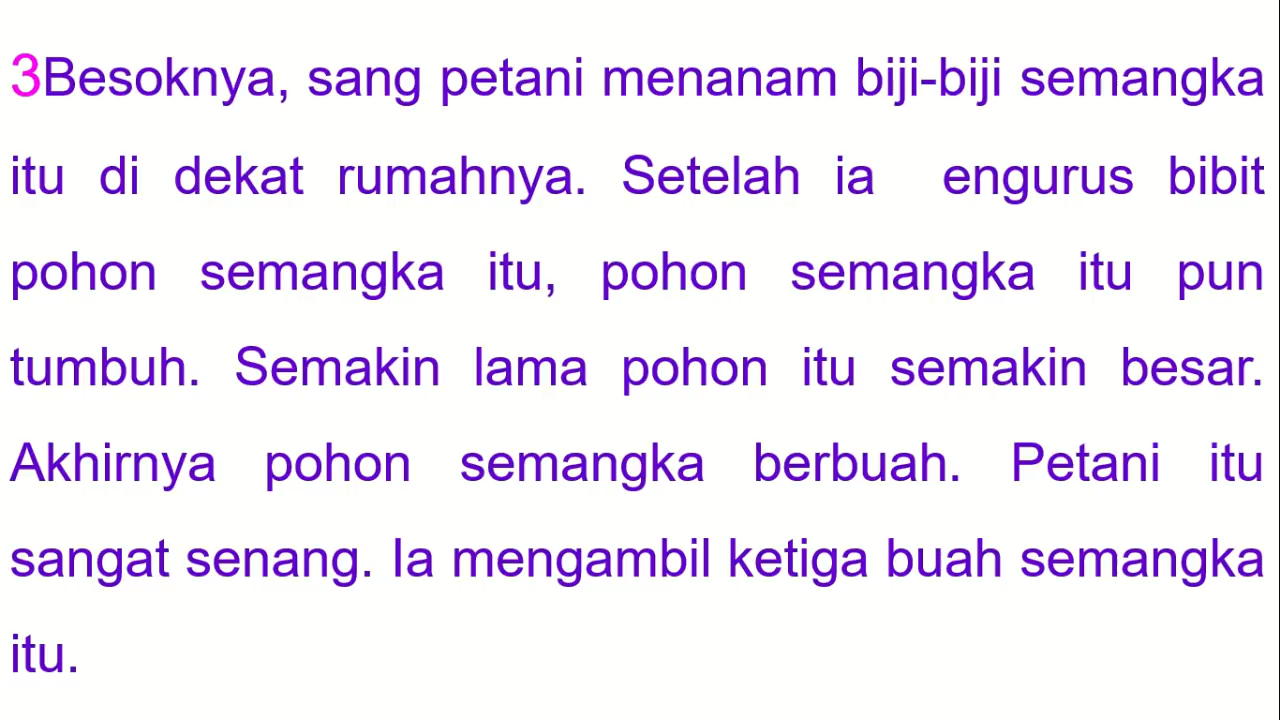 3Besoknya, sang petani menanam biji-biji semangka
itu di dekat rumahnya. Setelah ia engurus bibit
pohon semangka itu, pohon semangka itu pun
tumbuh. Semakin lama pohon itu semakin besar.
Akhirnya pohon semangka berbuah. Petani itu
sangat senang. Ia mengambil ketiga buah semangka
itu.